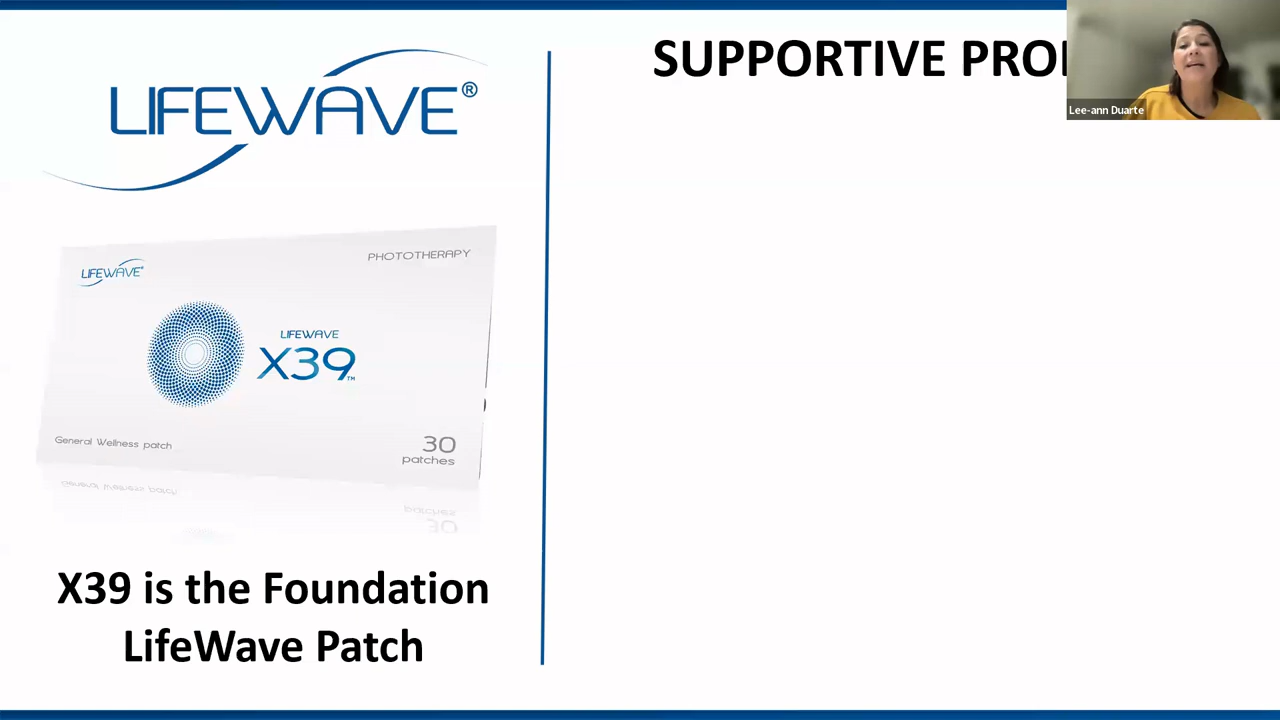 LIFEWAVE®
SUPPORTIVE
Lee-ann Duarte
LIFEWAVE®
PHOTOTHERAPY
LIFEWAVE
X39™
General Wellness patch
30
patches
X39 is the Foundation
LifeWave Patch